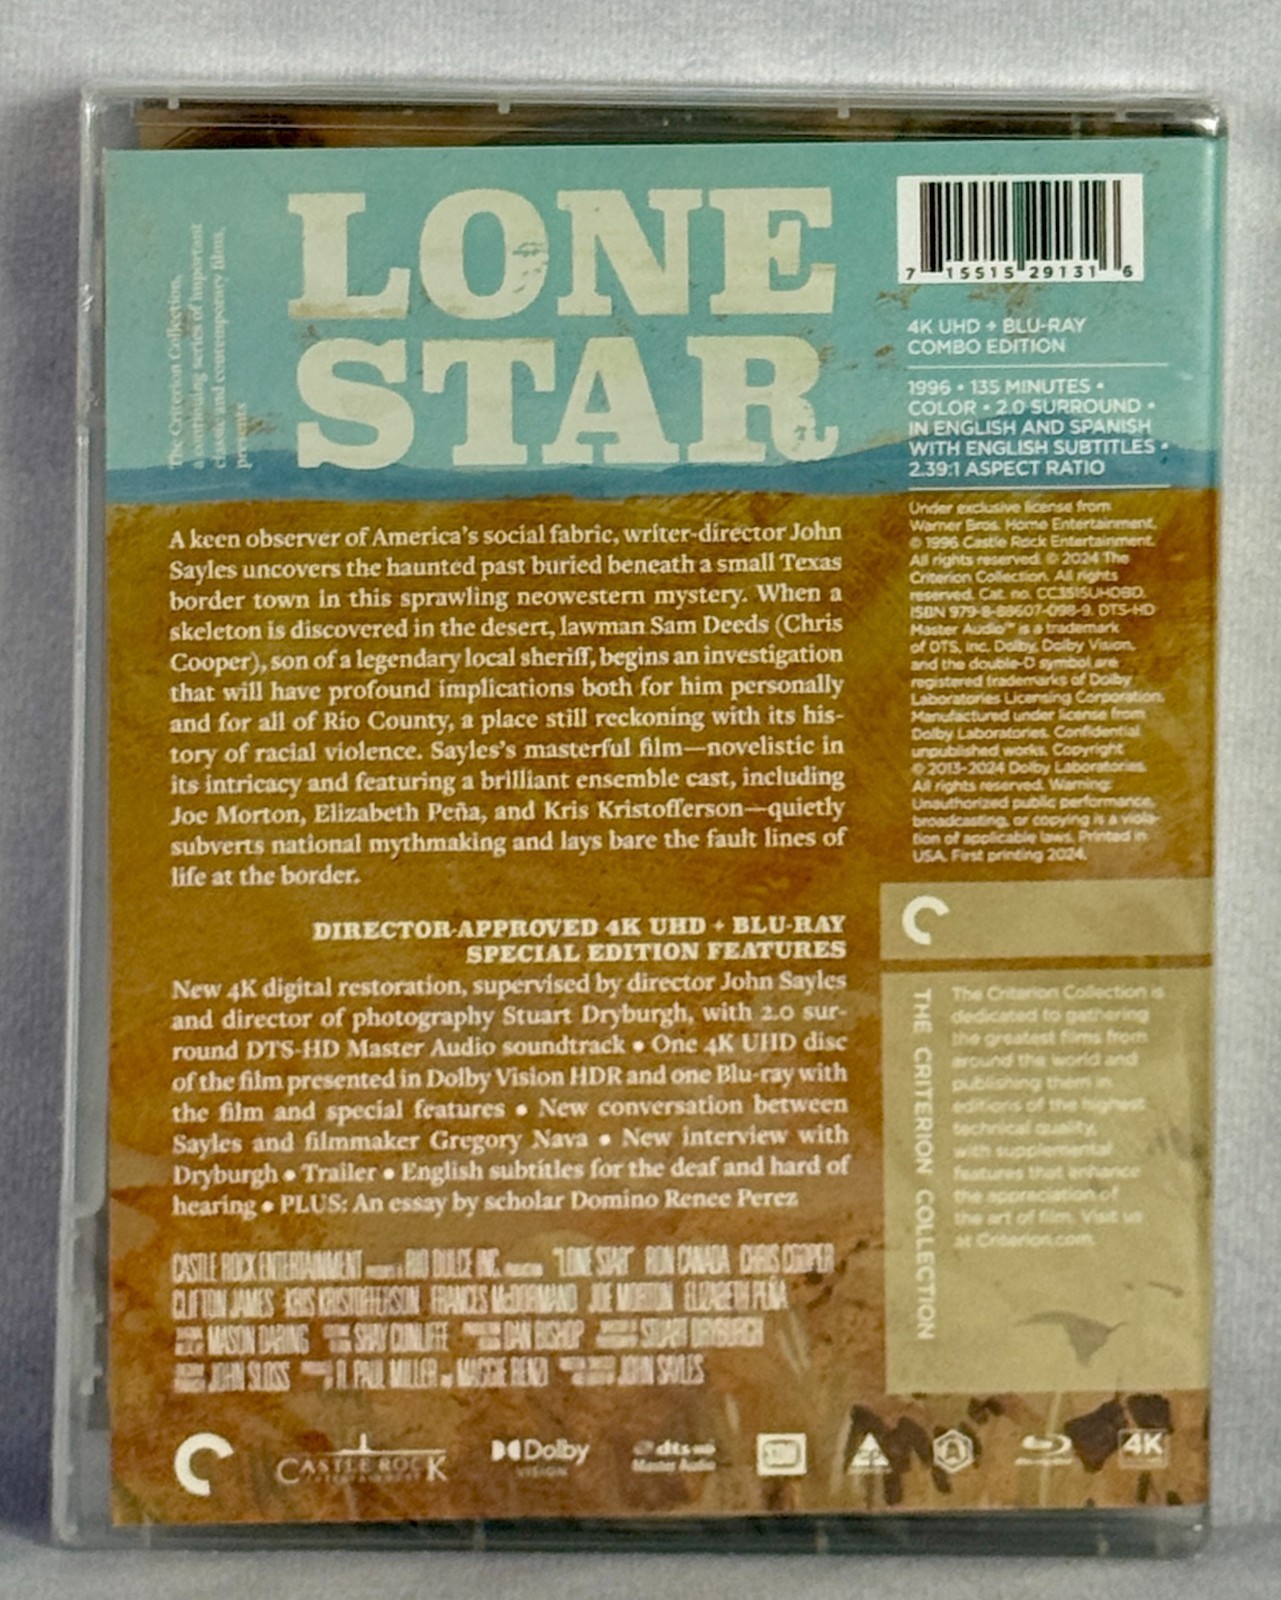 The Criterion Collection,
a continuing series of important
classic and contemporary films,
presents
LONE
STAR
7 15515 29131 6
4K UHD + BLU-RAY
COMBO EDITION
1996 • 135 MINUTES •
COLOR • 2.0 SURROUND •
IN ENGLISH AND SPANISH
WITH ENGLISH SUBTITLES •
2.39:1 ASPECT RATIO
Under exclusive license from
Warner Bros. Home Entertainment.
© 1996 Castle Rock Entertainment.
All rights reserved. © 2024 The
Criterion Collection. All rights
reserved. Cat. no. CC3515UHDBD.
ISBN 979-8-88607-098-9. DTS-HD
Master Audio™ is a trademark
of DTS, Inc. Dolby, Dolby Vision,
and the double-D symbol are
registered trademarks of Dolby
Laboratories Licensing Corporation.
Manufactured under license from
Dolby Laboratories. Confidential
unpublished works. Copyright
© 2013-2024 Dolby Laboratories.
All rights reserved. Warning:
Unauthorized public performance,
broadcasting, or copying is a viola-
tion of applicable laws. Printed in
USA. First printing 2024.
A keen observer of America's social fabric, writer-director John
Sayles uncovers the haunted past buried beneath a small Texas
border town in this sprawling neowestern mystery. When a
skeleton is discovered in the desert, lawman Sam Deeds (Chris
Cooper), son of a legendary local sheriff, begins an investigation
that will have profound implications both for him personally
and for all of Rio County, a place still reckoning with its his-
tory of racial violence. Sayles's masterful film—novelistic in
its intricacy and featuring a brilliant ensemble cast, including
Joe Morton, Elizabeth Peña, and Kris Kristofferson—quietly
subverts national mythmaking and lays bare the fault lines of
life at the border.
DIRECTOR-APPROVED 4K UHD + BLU-RAY
SPECIAL EDITION FEATURES
New 4K digital restoration, supervised by director John Sayles
and director of photography Stuart Dryburgh, with 2.0 sur-
round DTS-HD Master Audio soundtrack • One 4K UHD disc
of the film presented in Dolby Vision HDR and one Blu-ray with
the film and special features • New conversation between
Sayles and filmmaker Gregory Nava • New interview with
Dryburgh • Trailer • English subtitles for the deaf and hard of
hearing • PLUS: An essay by scholar Domino Renee Perez
THE CRITERION COLLECTION
The Criterion Collection is
dedicated to gathering
the greatest films from
around the world and
publishing them in
editions of the highest
technical quality,
with supplemental
features that enhance
the appreciation of
the art of film. Visit us
at Criterion.com.
CASTLE ROCK ENTERTAINMENT RIO DULCE INC. "LONE STAR" RON CANADA CHRIS COOPER
CLIFTON JAMES KRIS KRISTOFFERSON FRANCES McDORMAND JOE MORTON ELIZABETH PEÑA
MASON DARING SHAY CUNLIFFE DAN BISHOP STUART DRYBURGH
JOHN SLOSS R. PAUL MILLER MAGGIE RENZI JOHN SAYLES
CASTLE ROCK
ENTERTAINMENT
Dolby
VISION
dts-HD
Master Audio
Blu-ray Disc
4K